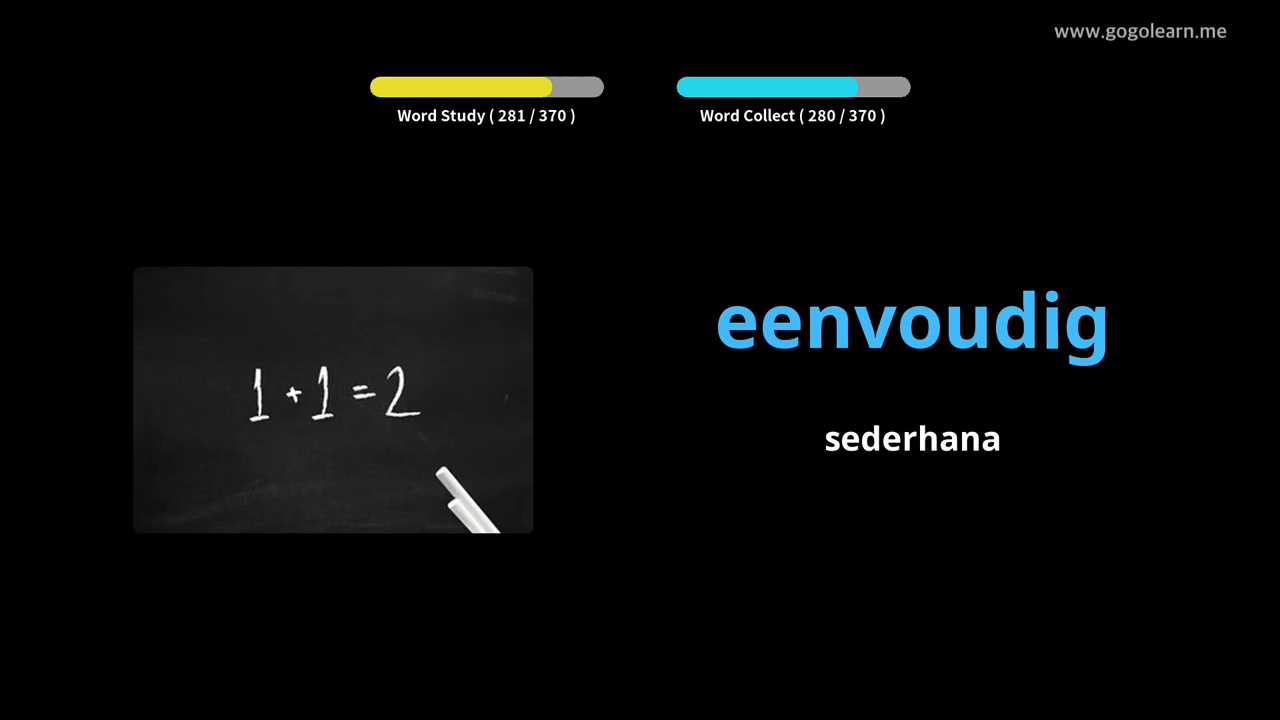 www.gogolearn.me
Word Study ( 281 / 370 )
Word Collect ( 280 / 370 )
1 + 1 = 2
eenvoudig
sederhana